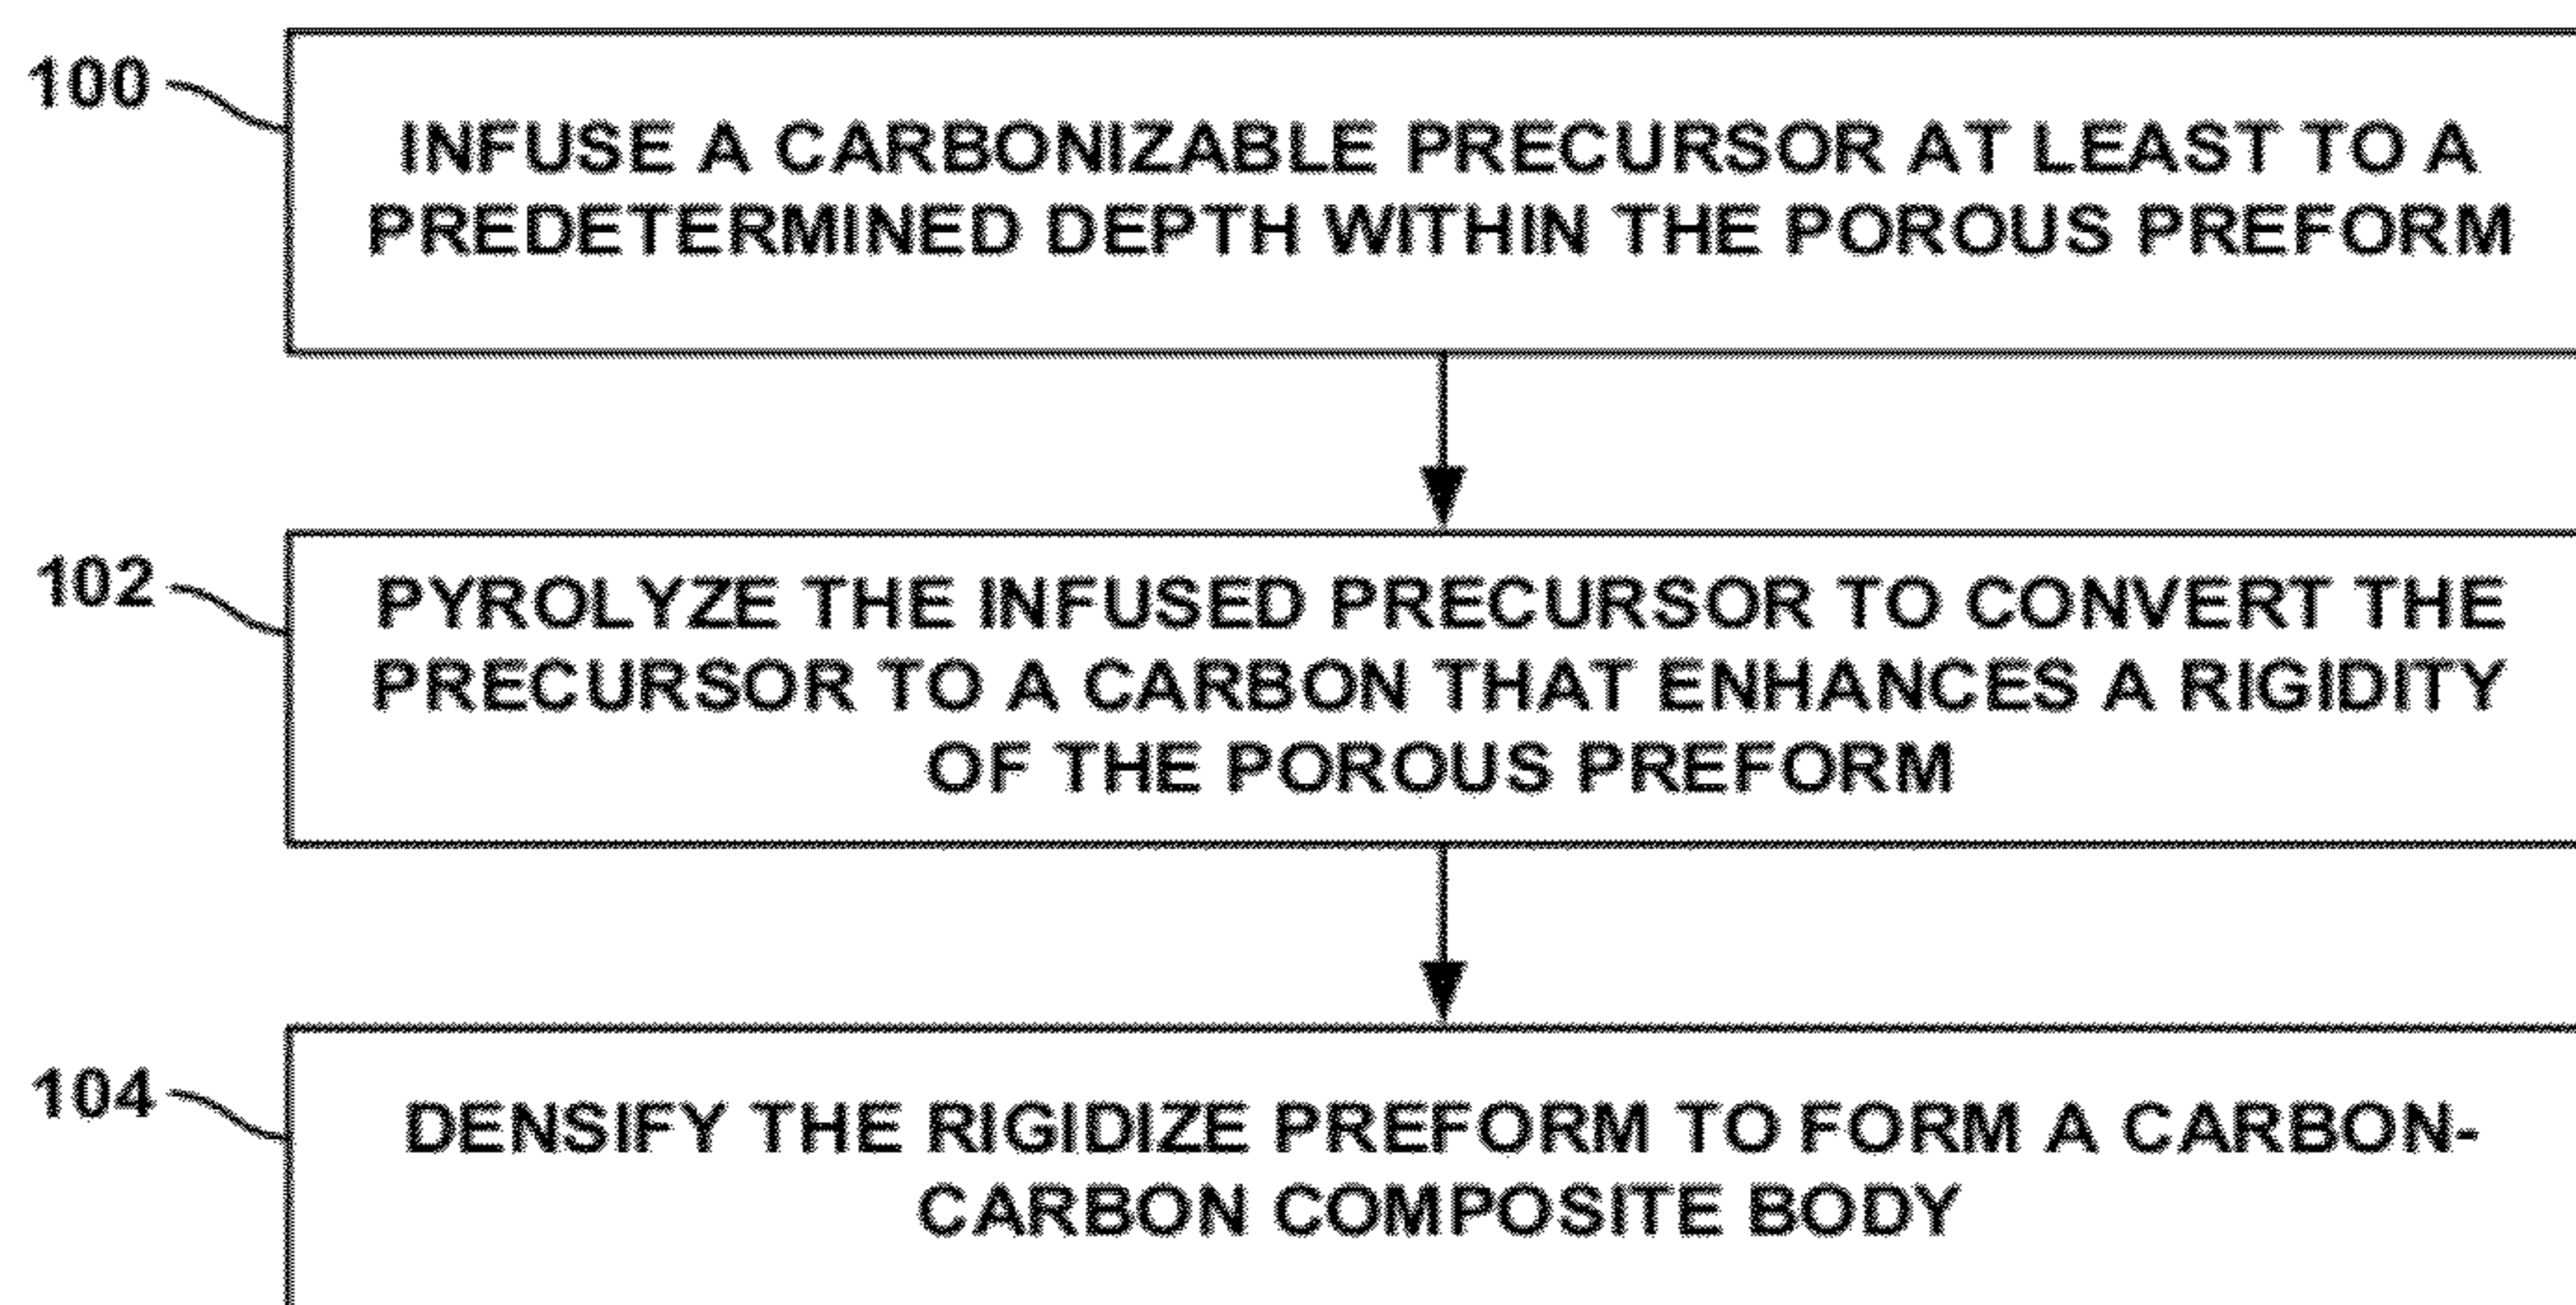 100
INFUSE A CARBONIZABLE PRECURSOR AT LEAST TO A
PREDETERMINED DEPTH WITHIN THE POROUS PREFORM
102
PYROLYZE THE INFUSED PRECURSOR TO CONVERT THE
PRECURSOR TO A CARBON THAT ENHANCES A RIGIDITY
OF THE POROUS PREFORM
104
DENSIFY THE RIGIDIZE PREFORM TO FORM A CARBON-
CARBON COMPOSITE BODY